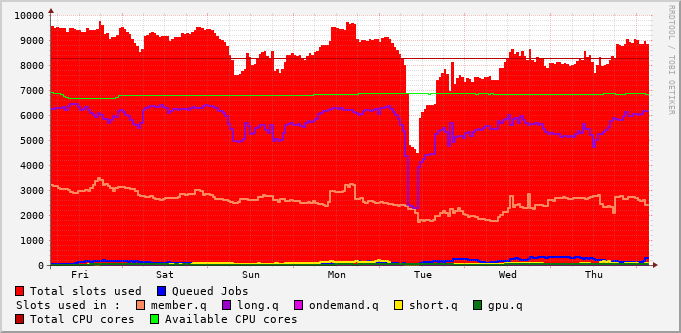 10000
9000
8000
7000
6000
5000
4000
3000
2000
1000
0
Fri Sat Sun Mon Tue Wed Thu
RRDTOOL / TOBI OETIKER
Total slots used Queued Jobs
Slots used in : member.q long.q ondemand.q short.q gpu.q
Total CPU cores Available CPU cores